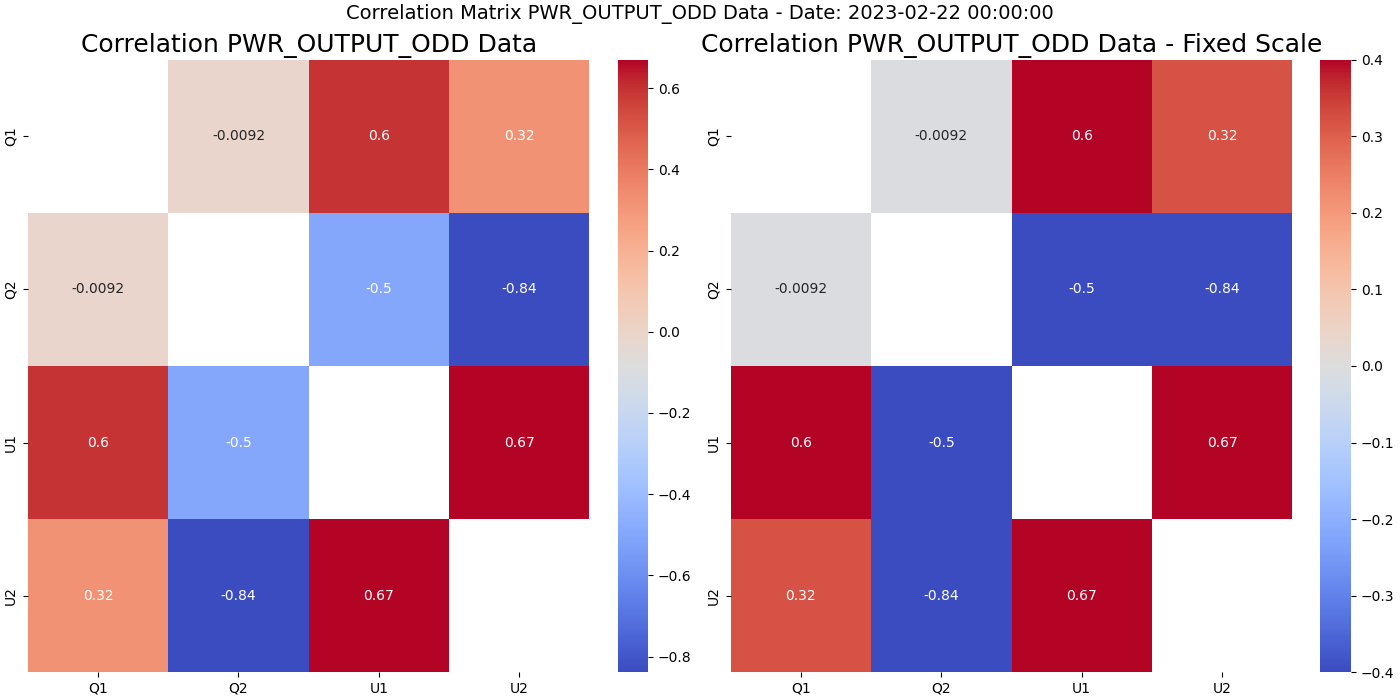 Correlation Matrix PWR_OUTPUT_ODD Data - Date: 2023-02-22 00:00:00
Correlation PWR_OUTPUT_ODD Data
Q1
-0.0092
0.6
0.32
Q2
-0.0092
-0.5
-0.84
U1
0.6
-0.5
0.67
U2
0.32
-0.84
0.67
Q1
Q2
U1
U2
0.6
0.4
0.2
0.0
−0.2
−0.4
−0.6
−0.8
Correlation PWR_OUTPUT_ODD Data - Fixed Scale
Q1
-0.0092
0.6
0.32
Q2
-0.0092
-0.5
-0.84
U1
0.6
-0.5
0.67
U2
0.32
-0.84
0.67
Q1
Q2
U1
U2
0.4
0.3
0.2
0.1
0.0
−0.1
−0.2
−0.3
−0.4